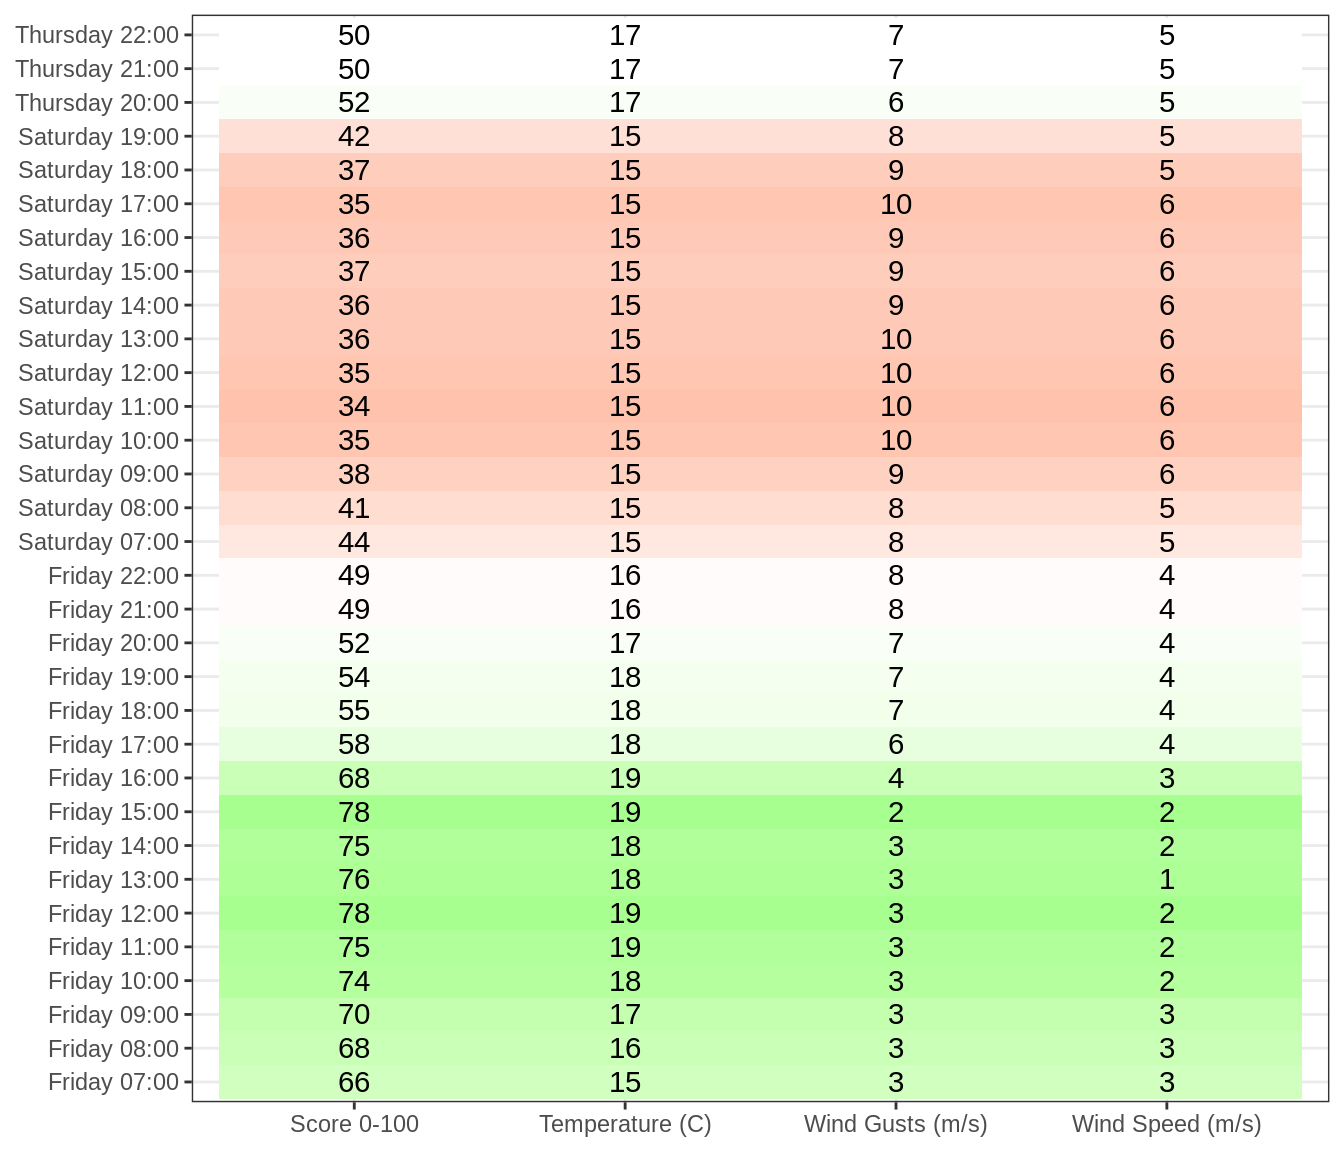 Thursday 22:00 50 17 7 5
Thursday 21:00 50 17 7 5
Thursday 20:00 52 17 6 5
Saturday 19:00 42 15 8 5
Saturday 18:00 37 15 9 5
Saturday 17:00 35 15 10 6
Saturday 16:00 36 15 9 6
Saturday 15:00 37 15 9 6
Saturday 14:00 36 15 9 6
Saturday 13:00 36 15 10 6
Saturday 12:00 35 15 10 6
Saturday 11:00 34 15 10 6
Saturday 10:00 35 15 10 6
Saturday 09:00 38 15 9 6
Saturday 08:00 41 15 8 5
Saturday 07:00 44 15 8 5
Friday 22:00 49 16 8 4
Friday 21:00 49 16 8 4
Friday 20:00 52 17 7 4
Friday 19:00 54 18 7 4
Friday 18:00 55 18 7 4
Friday 17:00 58 18 6 4
Friday 16:00 68 19 4 3
Friday 15:00 78 19 2 2
Friday 14:00 75 18 3 2
Friday 13:00 76 18 3 1
Friday 12:00 78 19 3 2
Friday 11:00 75 19 3 2
Friday 10:00 74 18 3 2
Friday 09:00 70 17 3 3
Friday 08:00 68 16 3 3
Friday 07:00 66 15 3 3
Score 0-100 Temperature (C) Wind Gusts (m/s) Wind Speed (m/s)